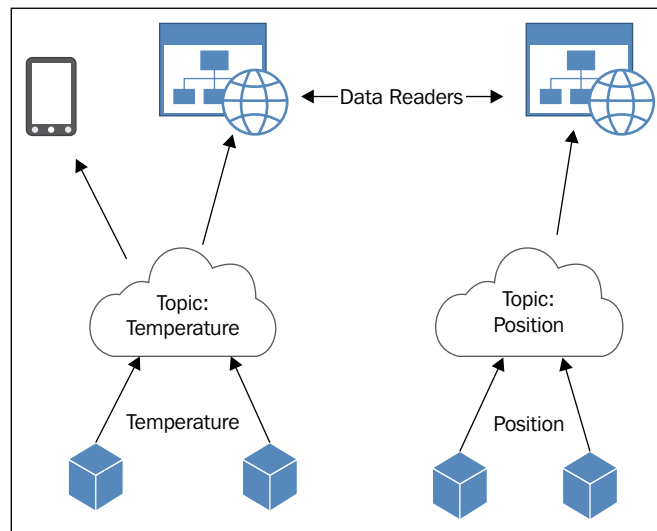 Data Readers
Topic:
Temperature
Topic:
Position
Temperature
Position